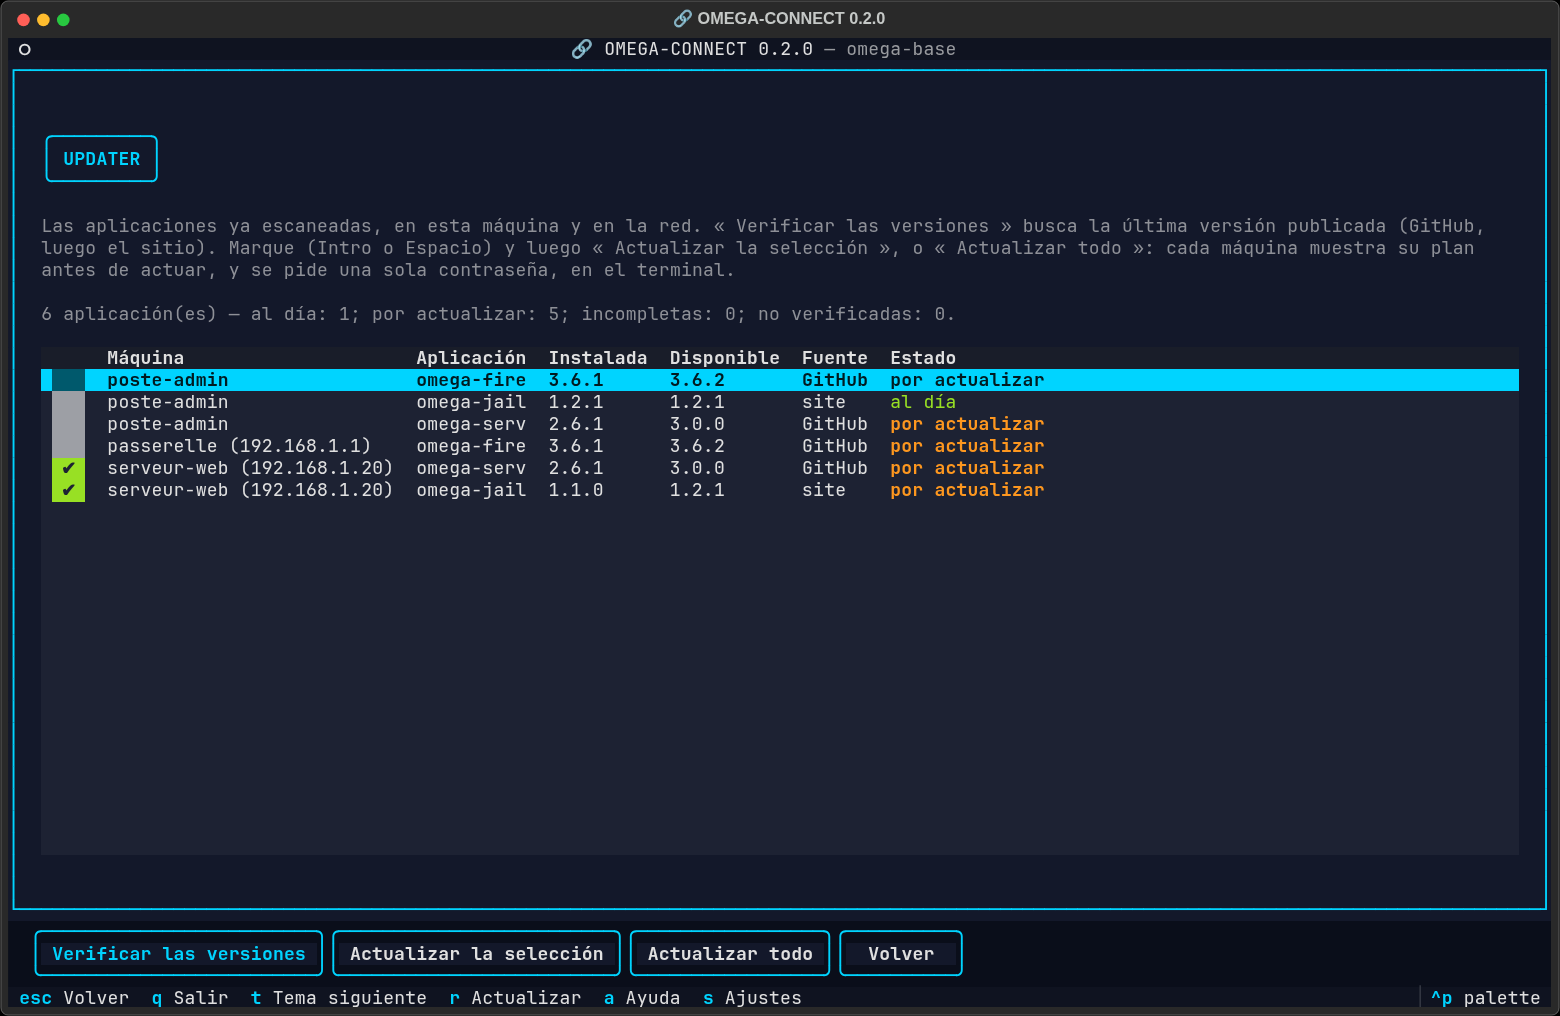 🔗 OMEGA-CONNECT 0.2.0
🔗 OMEGA-CONNECT 0.2.0 — omega-base
UPDATER
Las aplicaciones ya escaneadas, en esta máquina y en la red. « Verificar las versiones » busca la última versión publicada (GitHub,
luego el sitio). Marque (Intro o Espacio) y luego « Actualizar la selección », o « Actualizar todo »: cada máquina muestra su plan
antes de actuar, y se pide una sola contraseña, en el terminal.
6 aplicación(es) — al día: 1; por actualizar: 5; incompletas: 0; no verificadas: 0.
Máquina Aplicación Instalada Disponible Fuente Estado
poste-admin omega-fire 3.6.1 3.6.2 GitHub por actualizar
poste-admin omega-jail 1.2.1 1.2.1 site al día
poste-admin omega-serv 2.6.1 3.0.0 GitHub por actualizar
passerelle (192.168.1.1) omega-fire 3.6.1 3.6.2 GitHub por actualizar
✔ serveur-web (192.168.1.20) omega-serv 2.6.1 3.0.0 GitHub por actualizar
✔ serveur-web (192.168.1.20) omega-jail 1.1.0 1.2.1 site por actualizar
Verificar las versiones Actualizar la selección Actualizar todo Volver
esc Volver q Salir t Tema siguiente r Actualizar a Ayuda s Ajustes ^p palette